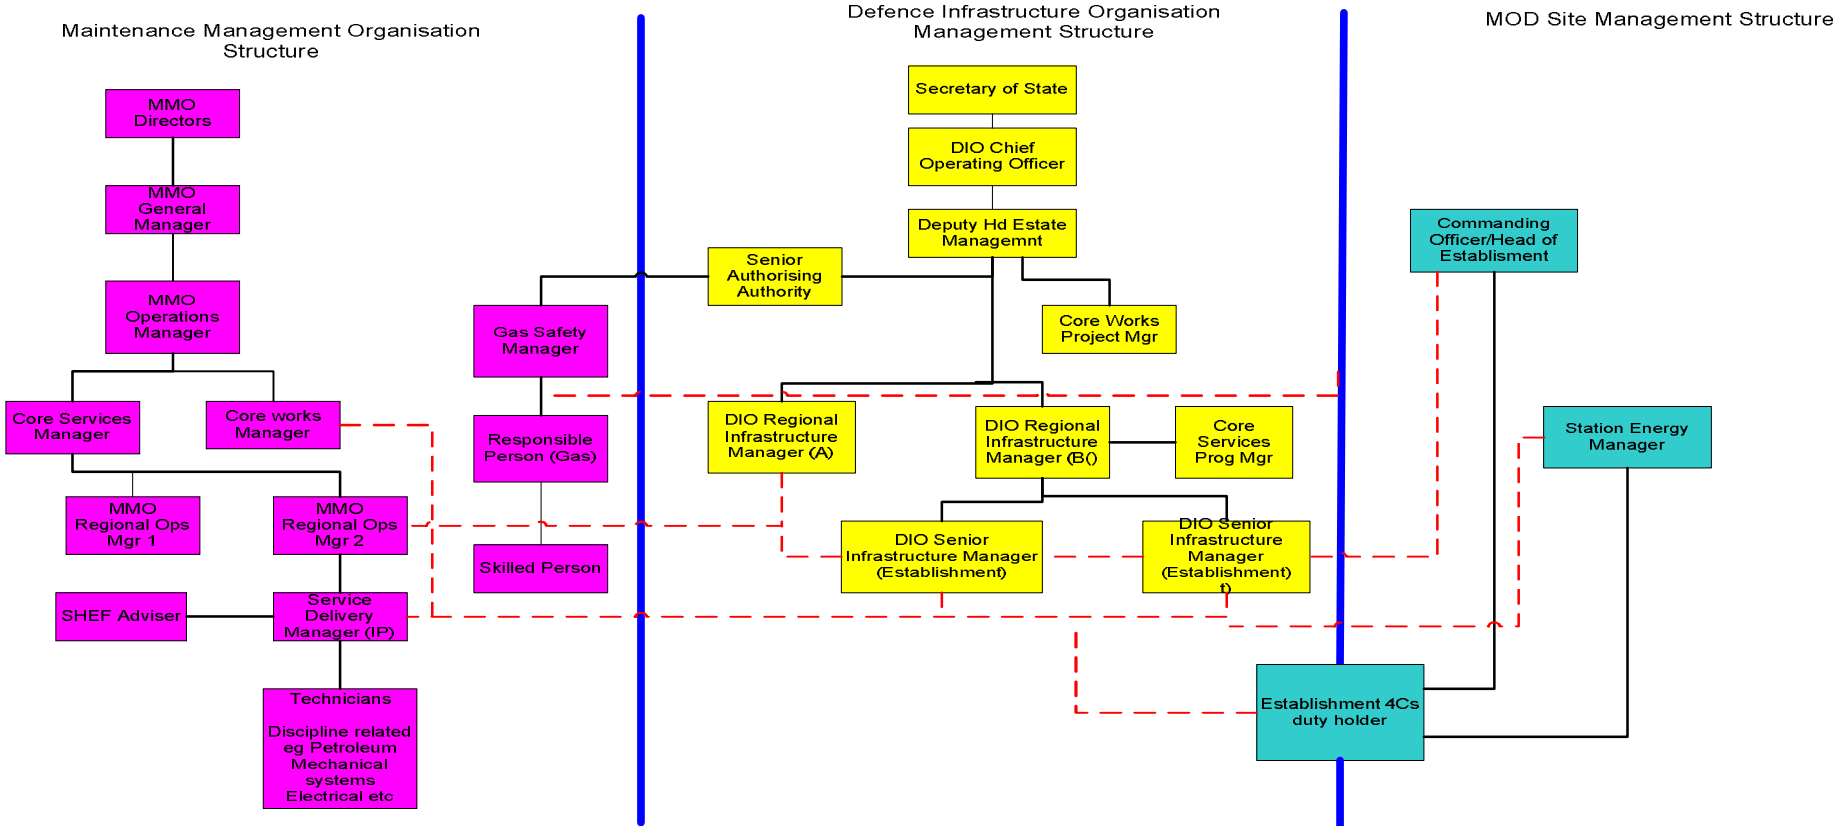 Maintenance Management Organisation
Structure
Defence Infrastructure Organisation
Management Structure
MOD Site Management Structure
MMO
Directors
MMO
General
Manager
MMO
Operations
Manager
Core Services
Manager
Core works
Manager
MMO
Regional Ops
Mgr 1
MMO
Regional Ops
Mgr 2
SHEF Adviser
Service
Delivery
Manager (IP)
Technicians
Discipline related
eg Petroleum
Mechanical
systems
Electrical etc
Gas Safety
Manager
Responsible
Person (Gas)
Skilled Person
Secretary of State
DIO Chief
Operating Officer
Deputy Hd Estate
Managemnt
Senior
Authorising
Authority
Core Works
Project Mgr
DIO Regional
Infrastructure
Manager (A)
DIO Regional
Infrastructure
Manager (B()
Core
Services
Prog Mgr
DIO Senior
Infrastructure Manager
(Establishment)
DIO Senior
Infrastructure
Manager
(Establishment)
t)
Commanding
Officer/Head of
Establisment
Station Energy
Manager
Establishment 4Cs
duty holder